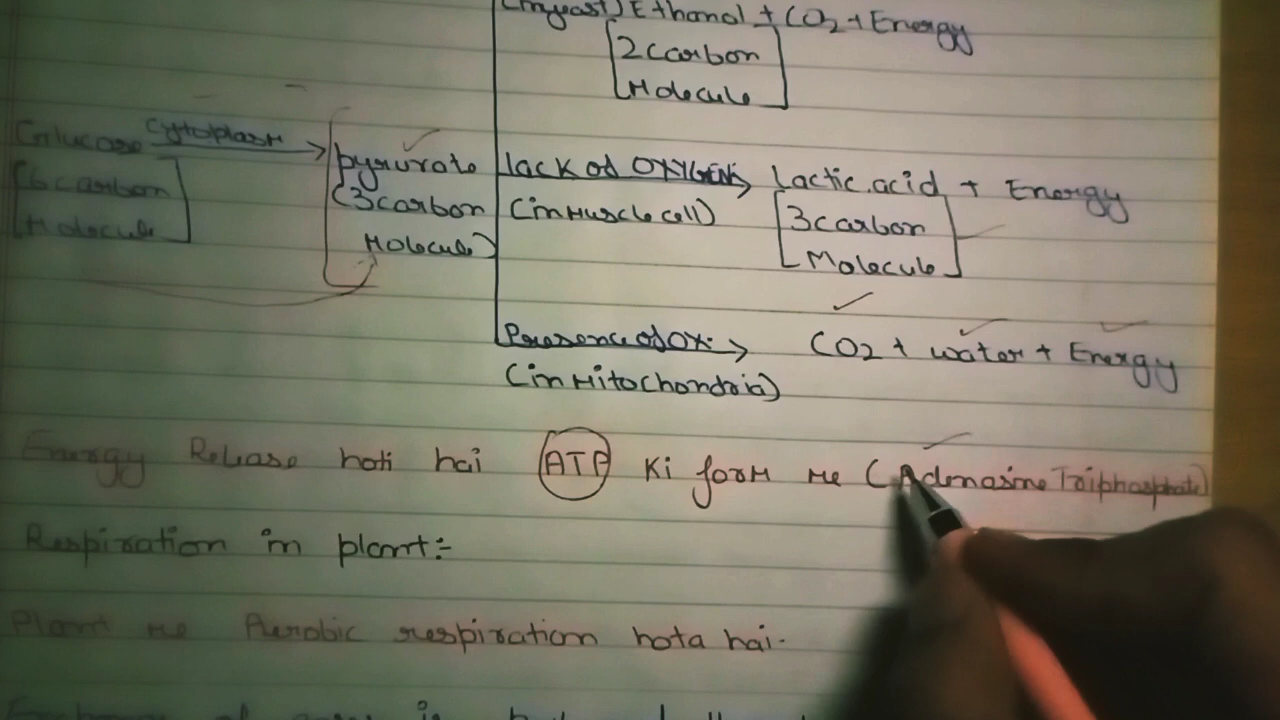 (in yeast) Ethanol + CO2 + Energy
[2 carbon
Molecule]
Glucose Cytoplasm → pyruvate lack of oxygen → Lactic acid + Energy
[6 carbon (3 carbon (in Muscle cell) [3 carbon
Molecule] Molecule) Molecule]
Presence of OX. → CO2 + water + Energy
(in Mitochondria)
Energy Release hoti hai ATP Ki form me (Adenosine Triphosphate)
Respiration in plant:-
Plant me Aerobic respiration hota hai.